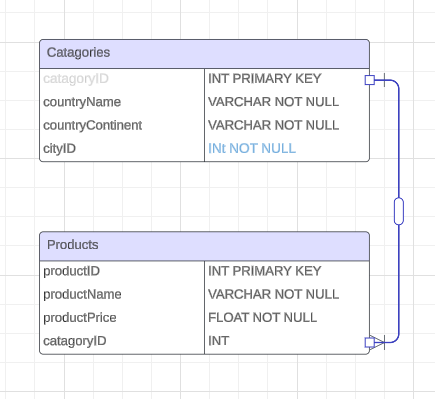 Catagories
catagoryID INT PRIMARY KEY
countryName VARCHAR NOT NULL
countryContinent VARCHAR NOT NULL
cityID INt NOT NULL
Products
productID INT PRIMARY KEY
productName VARCHAR NOT NULL
productPrice FLOAT NOT NULL
catagoryID INT